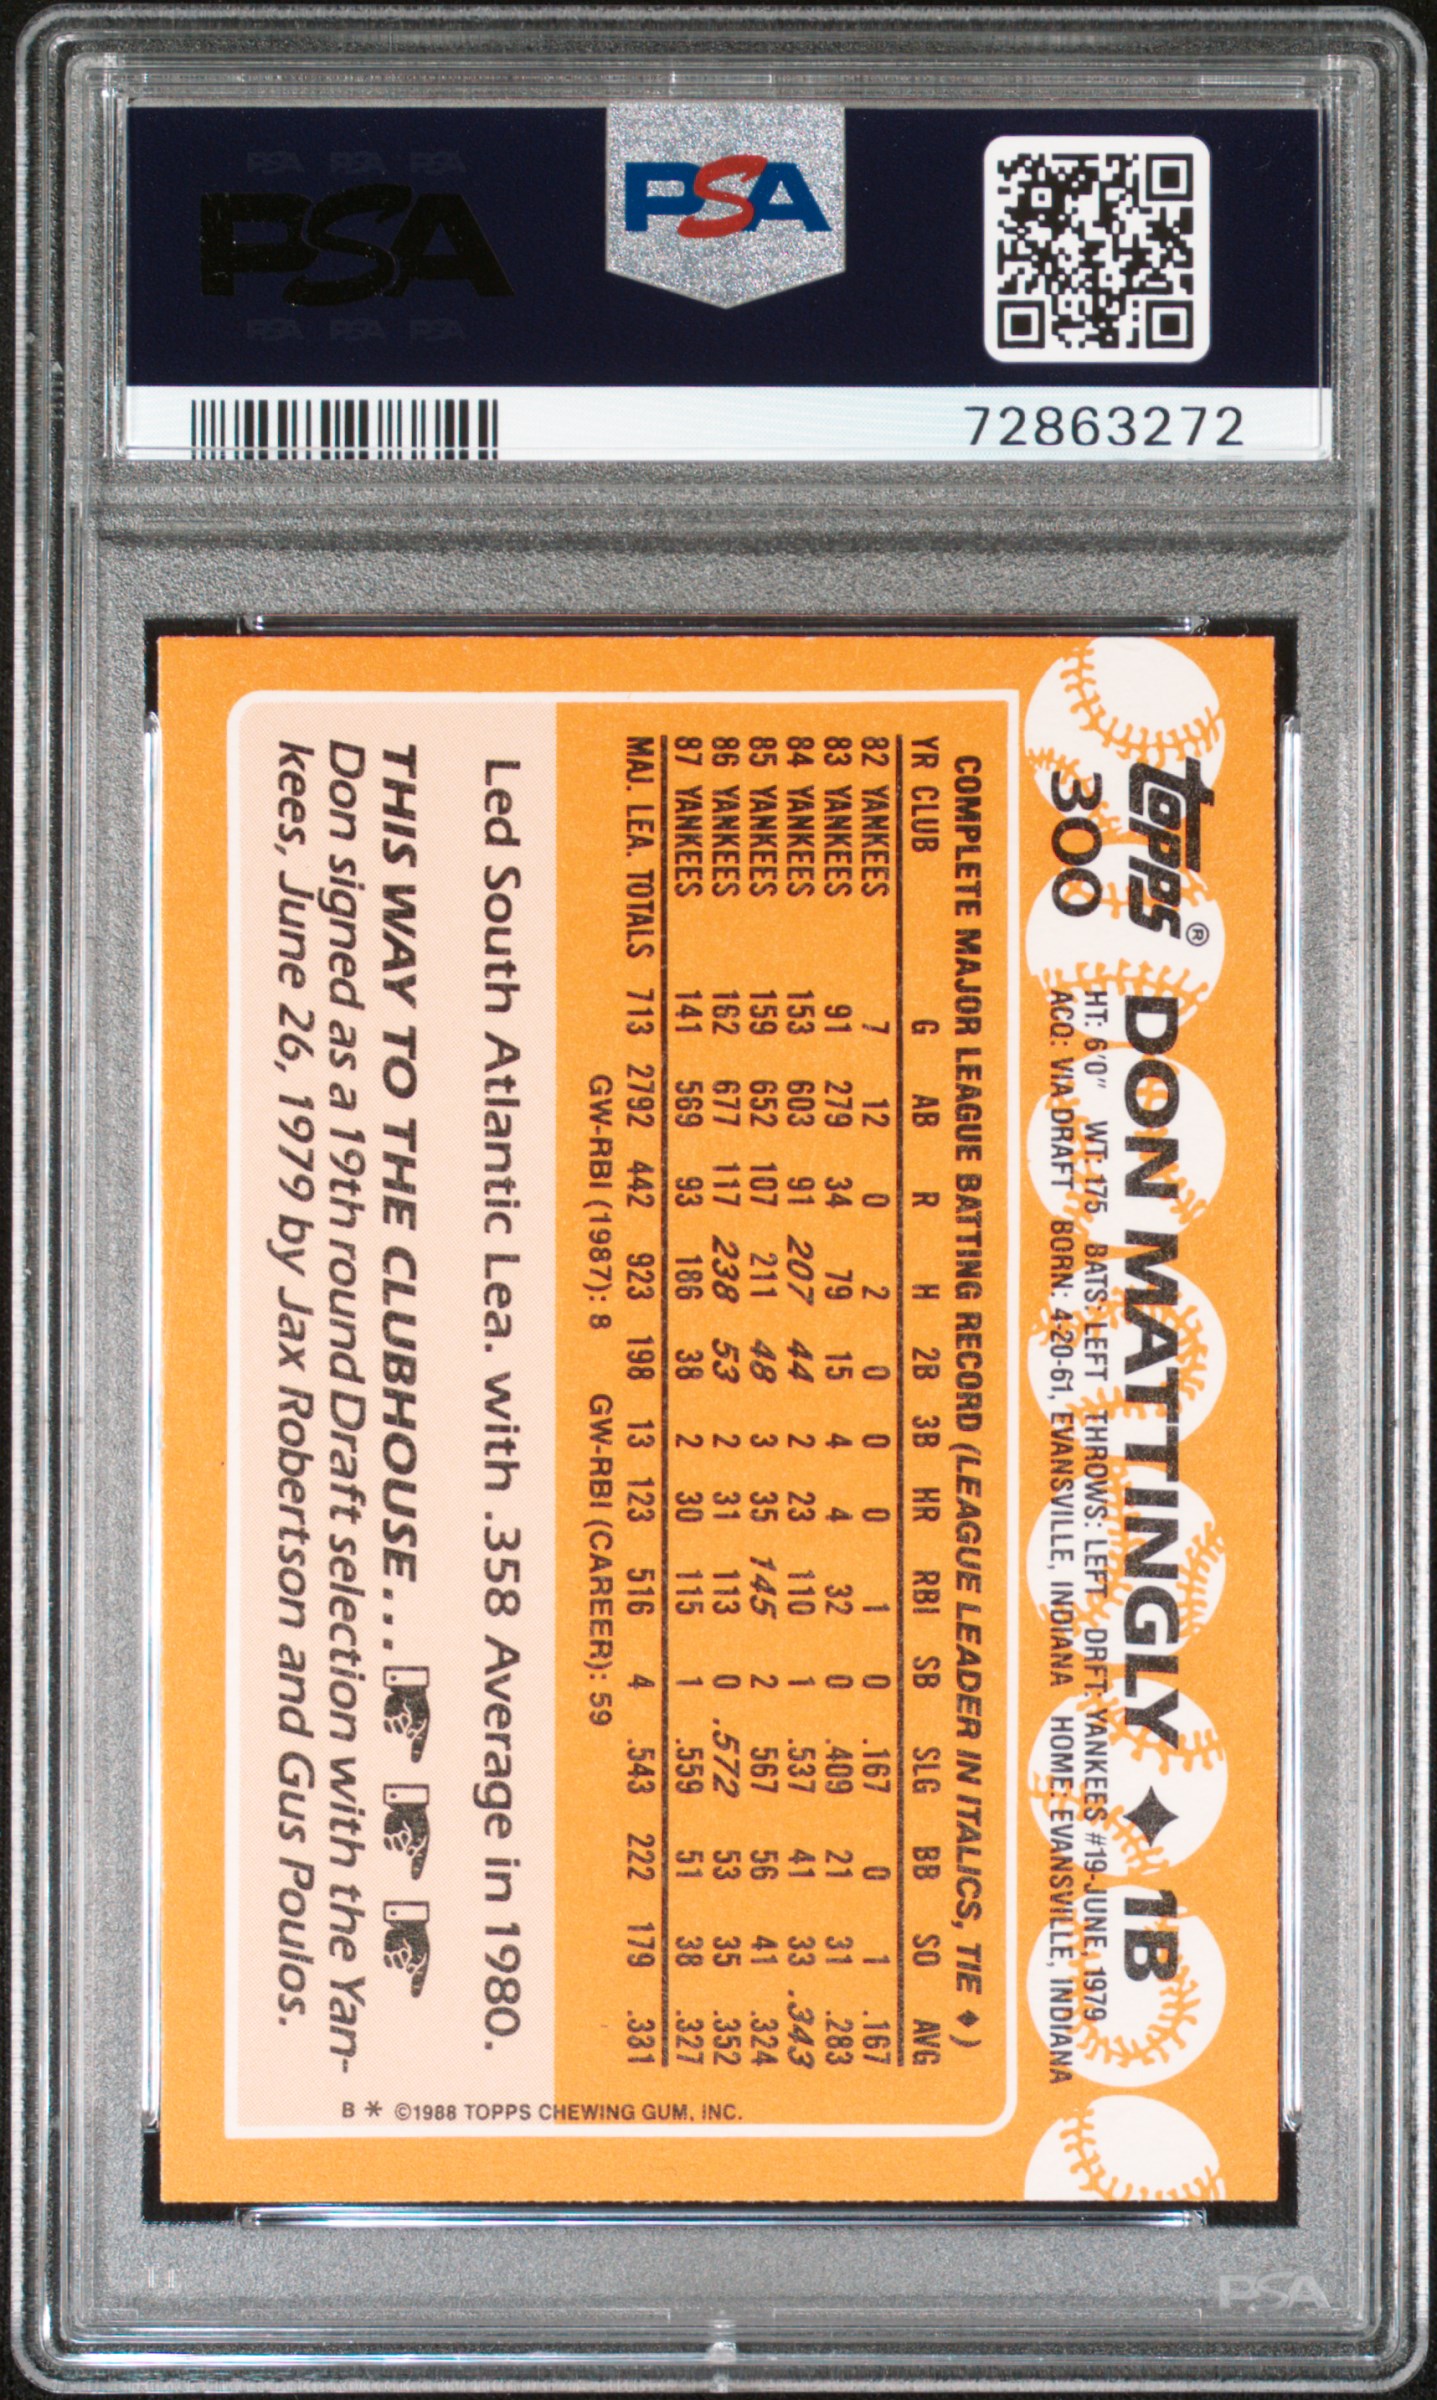 PSA PSA PSA
PSA
PSA PSA PSA
PSA
72863272
Topps®
300
DON MATTINGLY ✦ 1B
HT: 6'0" WT: 175 BATS: LEFT THROWS: LEFT DRFT: YANKEES #19-JUNE, 1979
ACQ: VIA DRAFT BORN: 4-20-61, EVANSVILLE, INDIANA HOME: EVANSVILLE, INDIANA
COMPLETE MAJOR LEAGUE BATTING RECORD (LEAGUE LEADER IN ITALICS, TIE ♦)
YR CLUB G AB R H 2B 3B HR RBI SB SLG BB SO AVG
82 YANKEES 7 12 0 2 0 0 0 1 0 .167 0 1 .167
83 YANKEES 91 279 34 79 15 4 4 32 0 .409 21 31 .283
84 YANKEES 153 603 91 207 44 2 23 110 1 .537 41 33 .343
85 YANKEES 159 652 107 211 48 3 35 145 2 .567 56 41 .324
86 YANKEES 162 677 117 238 53 2 31 113 0 .572 53 35 .352
87 YANKEES 141 569 93 186 38 2 30 115 1 .559 51 38 .327
MAJ. LEA. TOTALS 713 2792 442 923 198 13 123 516 4 .543 222 179 .331
GW-RBI (1987): 8 GW-RBI (CAREER): 59
Led South Atlantic Lea. with .358 Average in 1980.
THIS WAY TO THE CLUBHOUSE...
Don signed as a 19th round Draft selection with the Yan-
kees, June 26, 1979 by Jax Robertson and Gus Poulos.
B * ©1988 TOPPS CHEWING GUM, INC.
PSA